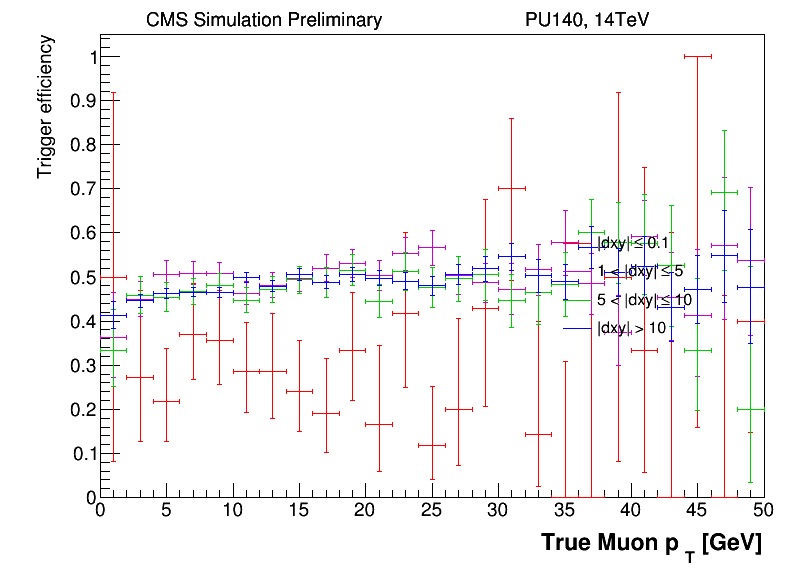 CMS Simulation Preliminary PU140, 14TeV
Trigger efficiency
1
0.9
0.8
0.7
0.6
0.5
0.4
0.3
0.2
0.1
0
|dxy| ≤ 0.1
1 < |dxy| ≤ 5
5 < |dxy| ≤ 10
|dxy| > 10
0 5 10 15 20 25 30 35 40 45 50
True Muon p T [GeV]